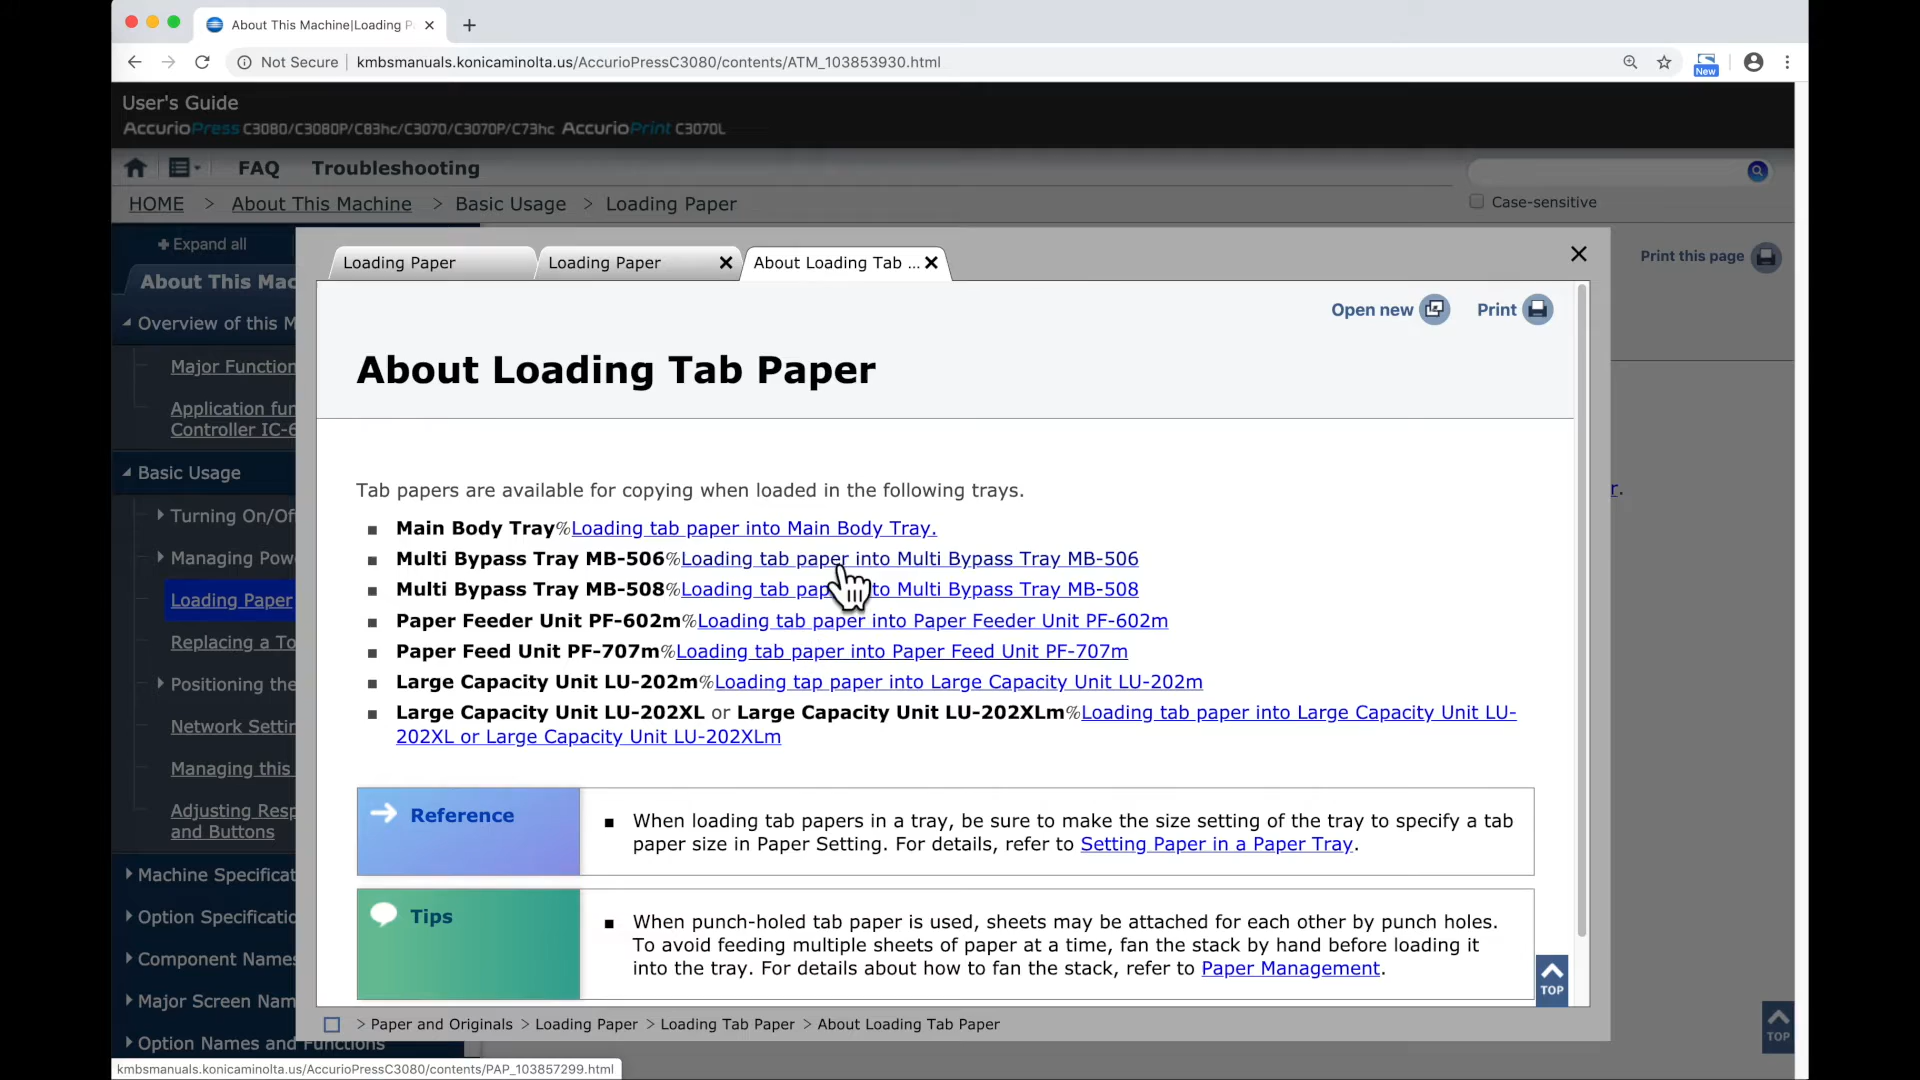 About This Machine|Loading P
Not Secure
kmbsmanuals.konicaminolta.us/AccurioPressC3080/contents/ATM_103853930.html
New
User's Guide
AccurioPress C3080/C3080P/C83hc/C3070/C3070P/C73hc AccurioPrint C3070L
FAQ
Troubleshooting
HOME > About This Machine > Basic Usage > Loading Paper
Case-sensitive
Expand all
Print this page
About This Mac
Overview of this M
Major Function
Application fun
Controller IC-6
Basic Usage
Turning On/Of
Managing Pow
Loading Paper
Replacing a To
Positioning the
Network Settin
Managing this
Adjusting Resp
and Buttons
Machine Specificat
Option Specificatio
Component Names
Major Screen Nam
Option Names and Functions
Loading Paper
Loading Paper
About Loading Tab ...
Open new
Print
About Loading Tab Paper
Tab papers are available for copying when loaded in the following trays.
Main Body Tray%Loading tab paper into Main Body Tray.
Multi Bypass Tray MB-506%Loading tab paper into Multi Bypass Tray MB-506
Multi Bypass Tray MB-508%Loading tab pap to Multi Bypass Tray MB-508
Paper Feeder Unit PF-602m%Loading tab paper into Paper Feeder Unit PF-602m
Paper Feed Unit PF-707m%Loading tab paper into Paper Feed Unit PF-707m
Large Capacity Unit LU-202m%Loading tap paper into Large Capacity Unit LU-202m
Large Capacity Unit LU-202XL or Large Capacity Unit LU-202XLm%Loading tab paper into Large Capacity Unit LU-
202XL or Large Capacity Unit LU-202XLm
r.
Reference
When loading tab papers in a tray, be sure to make the size setting of the tray to specify a tab
paper size in Paper Setting. For details, refer to Setting Paper in a Paper Tray.
Tips
When punch-holed tab paper is used, sheets may be attached for each other by punch holes.
To avoid feeding multiple sheets of paper at a time, fan the stack by hand before loading it
into the tray. For details about how to fan the stack, refer to Paper Management.
TOP
> Paper and Originals > Loading Paper > Loading Tab Paper > About Loading Tab Paper
TOP
kmbsmanuals.konicaminolta.us/AccurioPressC3080/contents/PAP_103857299.html